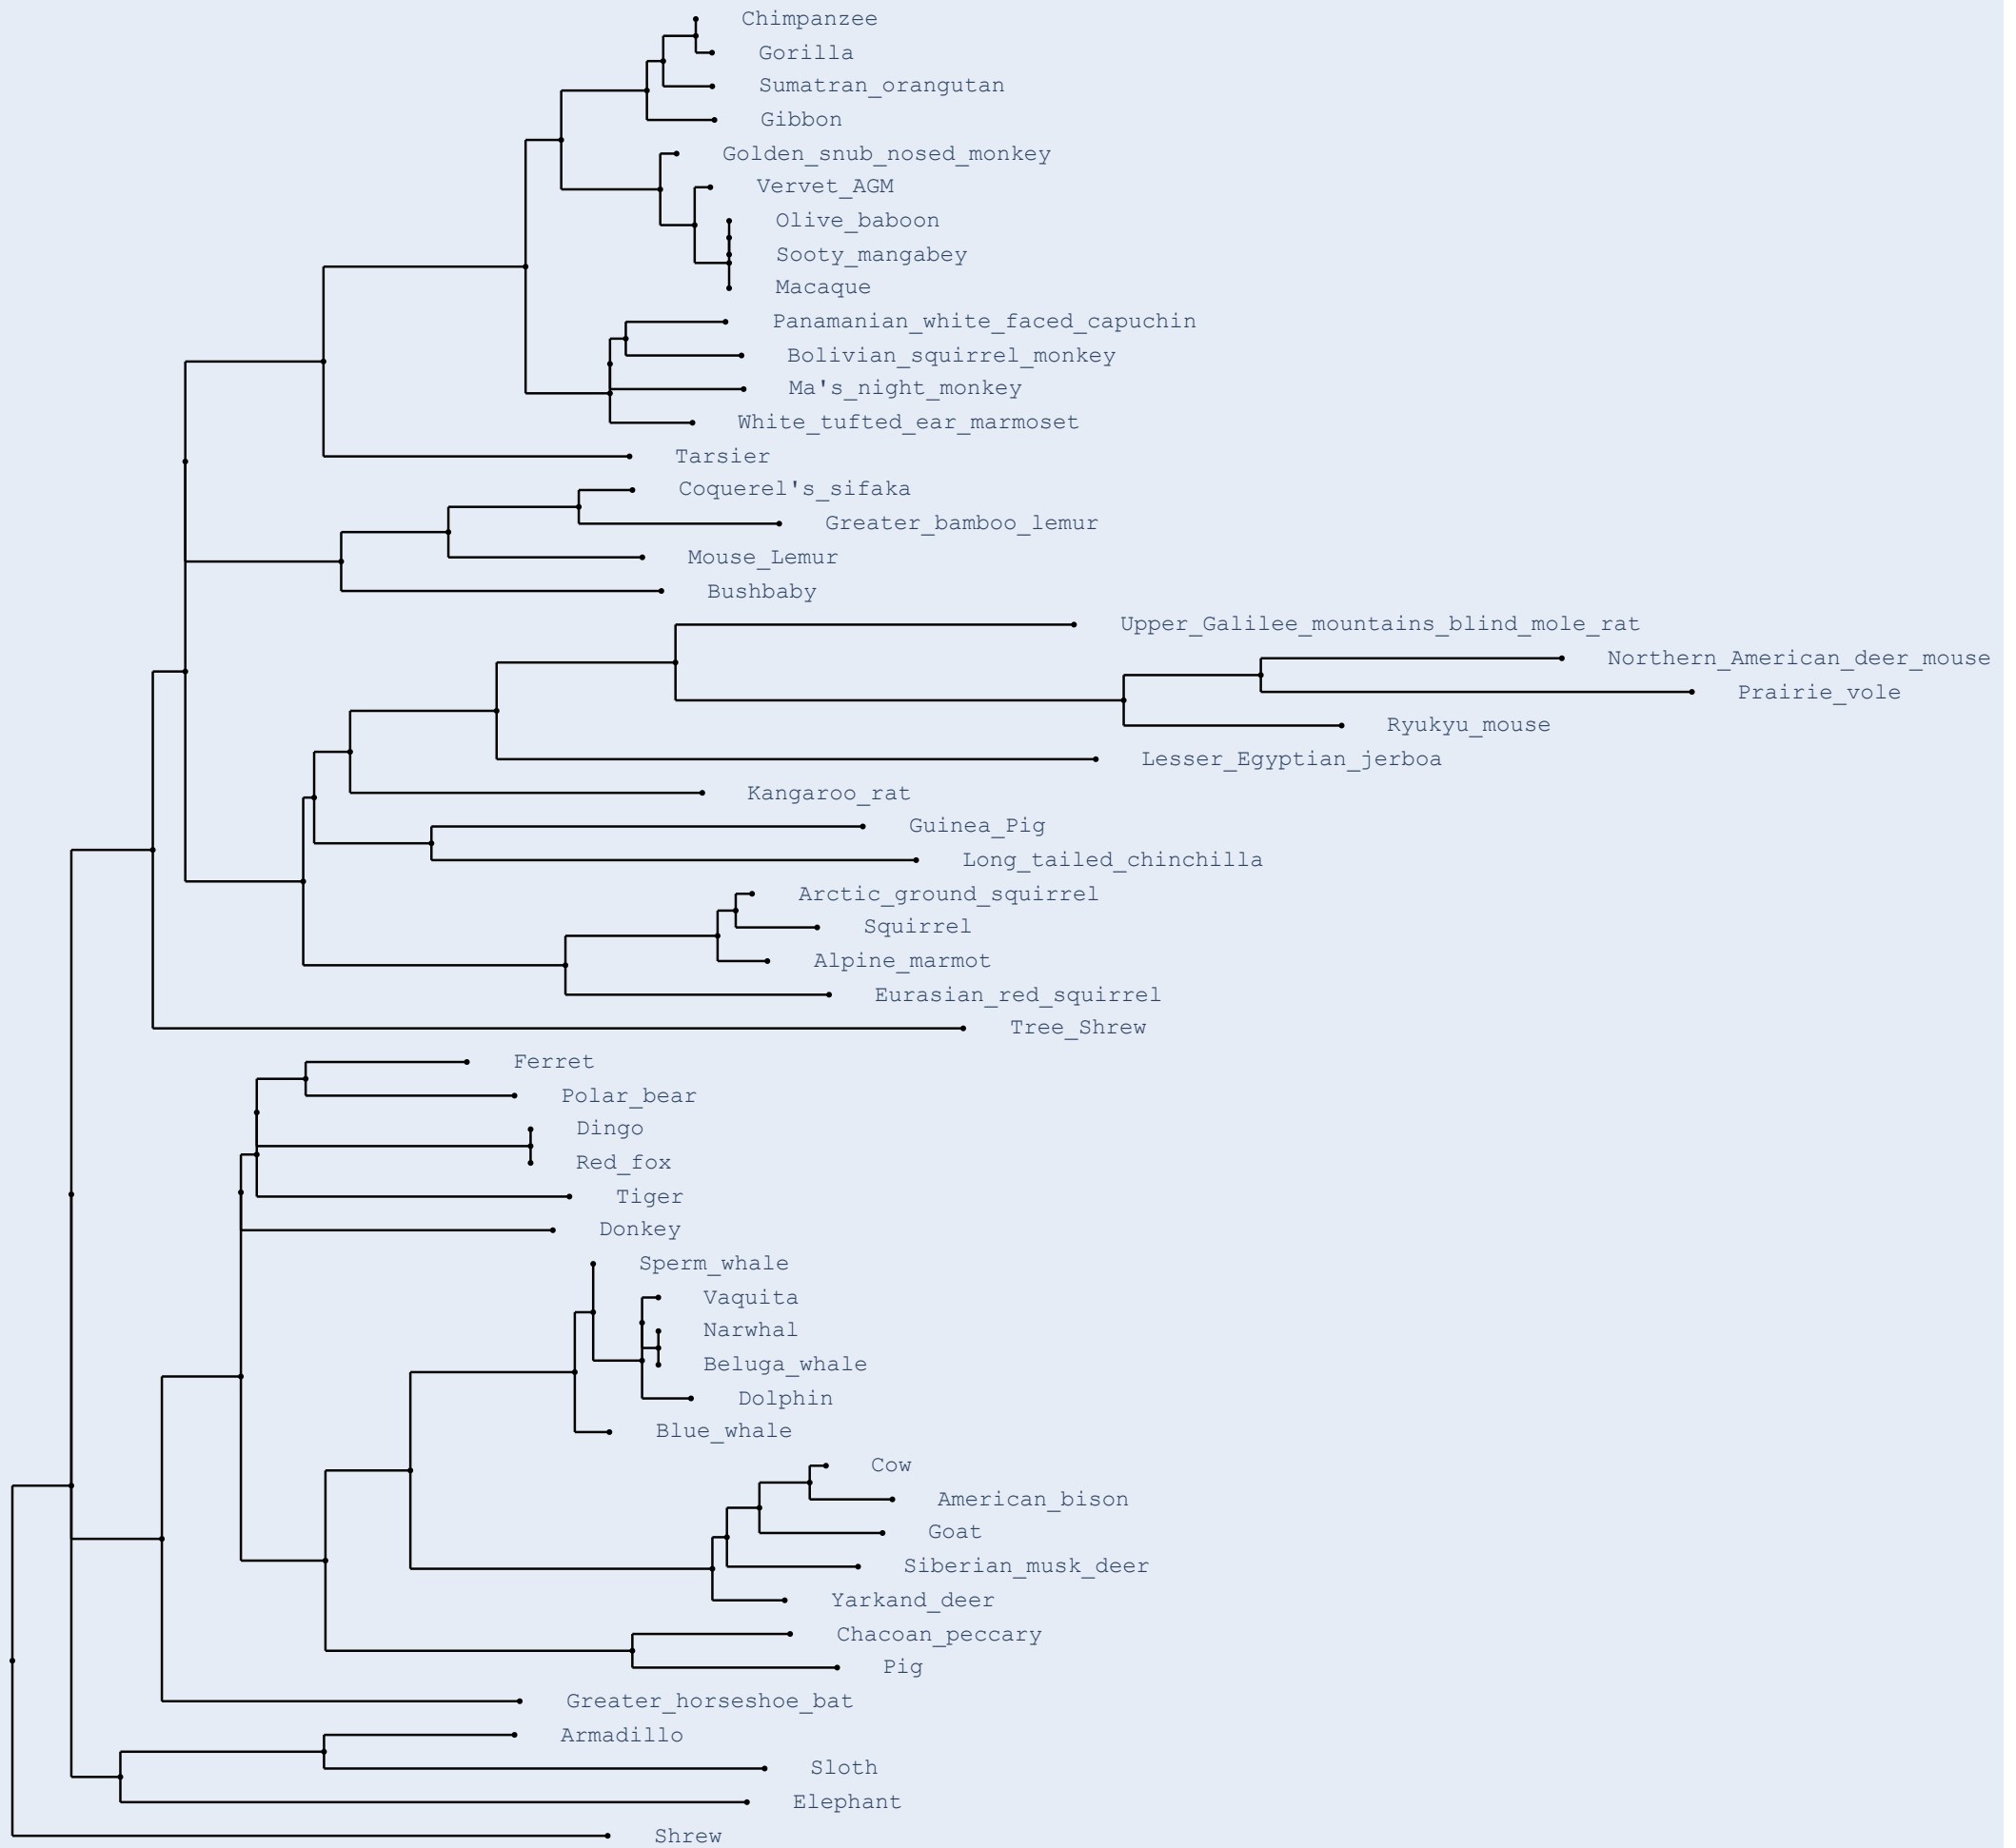 Chimpanzee
Gorilla
Sumatran_orangutan
Gibbon
Golden_snub_nosed_monkey
Vervet_AGM
Olive_baboon
Sooty_mangabey
Macaque
Panamanian_white_faced_capuchin
Bolivian_squirrel_monkey
Ma's_night_monkey
White_tufted_ear_marmoset
Tarsier
Coquerel's_sifaka
Greater_bamboo_lemur
Mouse_Lemur
Bushbaby
Upper_Galilee_mountains_blind_mole_rat
Northern_American_deer_mouse
Prairie_vole
Ryukyu_mouse
Lesser_Egyptian_jerboa
Kangaroo_rat
Guinea_Pig
Long_tailed_chinchilla
Arctic_ground_squirrel
Squirrel
Alpine_marmot
Eurasian_red_squirrel
Tree_Shrew
Ferret
Polar_bear
Dingo
Red_fox
Tiger
Donkey
Sperm_whale
Vaquita
Narwhal
Beluga_whale
Dolphin
Blue_whale
Cow
American_bison
Goat
Siberian_musk_deer
Yarkand_deer
Chacoan_peccary
Pig
Greater_horseshoe_bat
Armadillo
Sloth
Elephant
Shrew